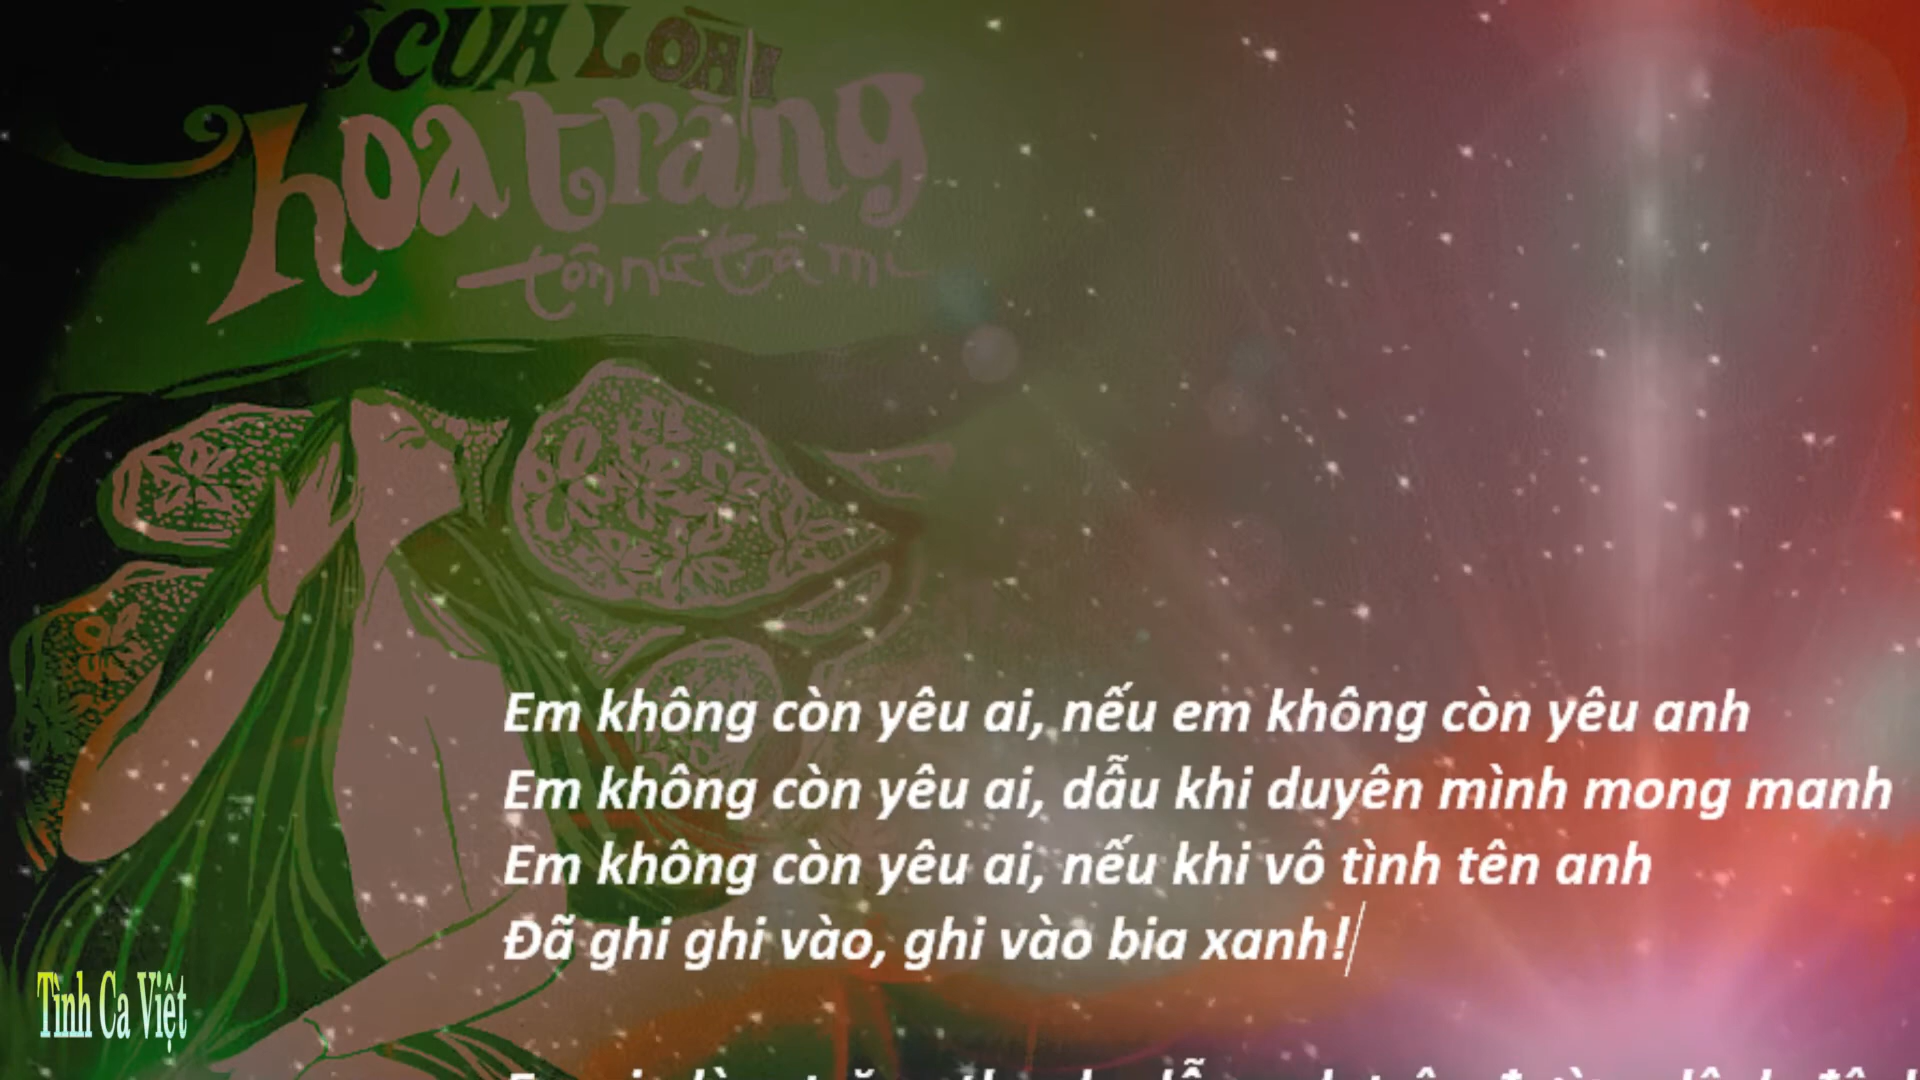 CỦA LOÀI
hoa trắng
tôn nữ trà mi
Em không còn yêu ai, nếu em không còn yêu anh
Em không còn yêu ai, dẫu khi duyên mình mong manh
Em không còn yêu ai, nếu khi vô tình tên anh
Đã ghi ghi vào, ghi vào bia xanh!
Tình Ca Việt